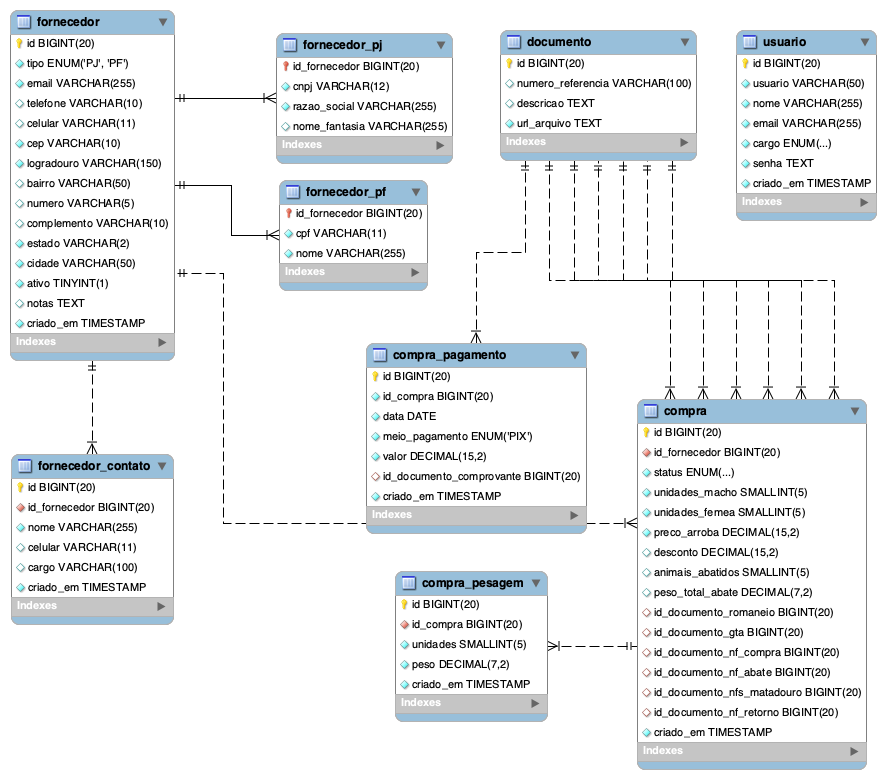 fornecedor
id BIGINT(20)
tipo ENUM('PJ', 'PF')
email VARCHAR(255)
telefone VARCHAR(10)
celular VARCHAR(11)
cep VARCHAR(10)
logradouro VARCHAR(150)
bairro VARCHAR(50)
numero VARCHAR(5)
complemento VARCHAR(10)
estado VARCHAR(2)
cidade VARCHAR(50)
ativo TINYINT(1)
notas TEXT
criado_em TIMESTAMP
Indexes
fornecedor_pj
id_fornecedor BIGINT(20)
cnpj VARCHAR(12)
razao_social VARCHAR(255)
nome_fantasia VARCHAR(255)
Indexes
fornecedor_pf
id_fornecedor BIGINT(20)
cpf VARCHAR(11)
nome VARCHAR(255)
Indexes
documento
id BIGINT(20)
numero_referencia VARCHAR(100)
descricao TEXT
url_arquivo TEXT
Indexes
usuario
id BIGINT(20)
usuario VARCHAR(50)
nome VARCHAR(255)
email VARCHAR(255)
cargo ENUM(...)
senha TEXT
criado_em TIMESTAMP
Indexes
fornecedor_contato
id BIGINT(20)
id_fornecedor BIGINT(20)
nome VARCHAR(255)
celular VARCHAR(11)
cargo VARCHAR(100)
criado_em TIMESTAMP
Indexes
compra_pagamento
id BIGINT(20)
id_compra BIGINT(20)
data DATE
meio_pagamento ENUM('PIX')
valor DECIMAL(15,2)
id_documento_comprovante BIGINT(20)
criado_em TIMESTAMP
Indexes
compra_pesagem
id BIGINT(20)
id_compra BIGINT(20)
unidades SMALLINT(5)
peso DECIMAL(7,2)
criado_em TIMESTAMP
Indexes
compra
id BIGINT(20)
id_fornecedor BIGINT(20)
status ENUM(...)
unidades_macho SMALLINT(5)
unidades_femea SMALLINT(5)
preco_arroba DECIMAL(15,2)
desconto DECIMAL(15,2)
animais_abatidos SMALLINT(5)
peso_total_abate DECIMAL(7,2)
id_documento_romaneio BIGINT(20)
id_documento_gta BIGINT(20)
id_documento_nf_compra BIGINT(20)
id_documento_nf_abate BIGINT(20)
id_documento_nfs_matadouro BIGINT(20)
id_documento_nf_retorno BIGINT(20)
criado_em TIMESTAMP
Indexes